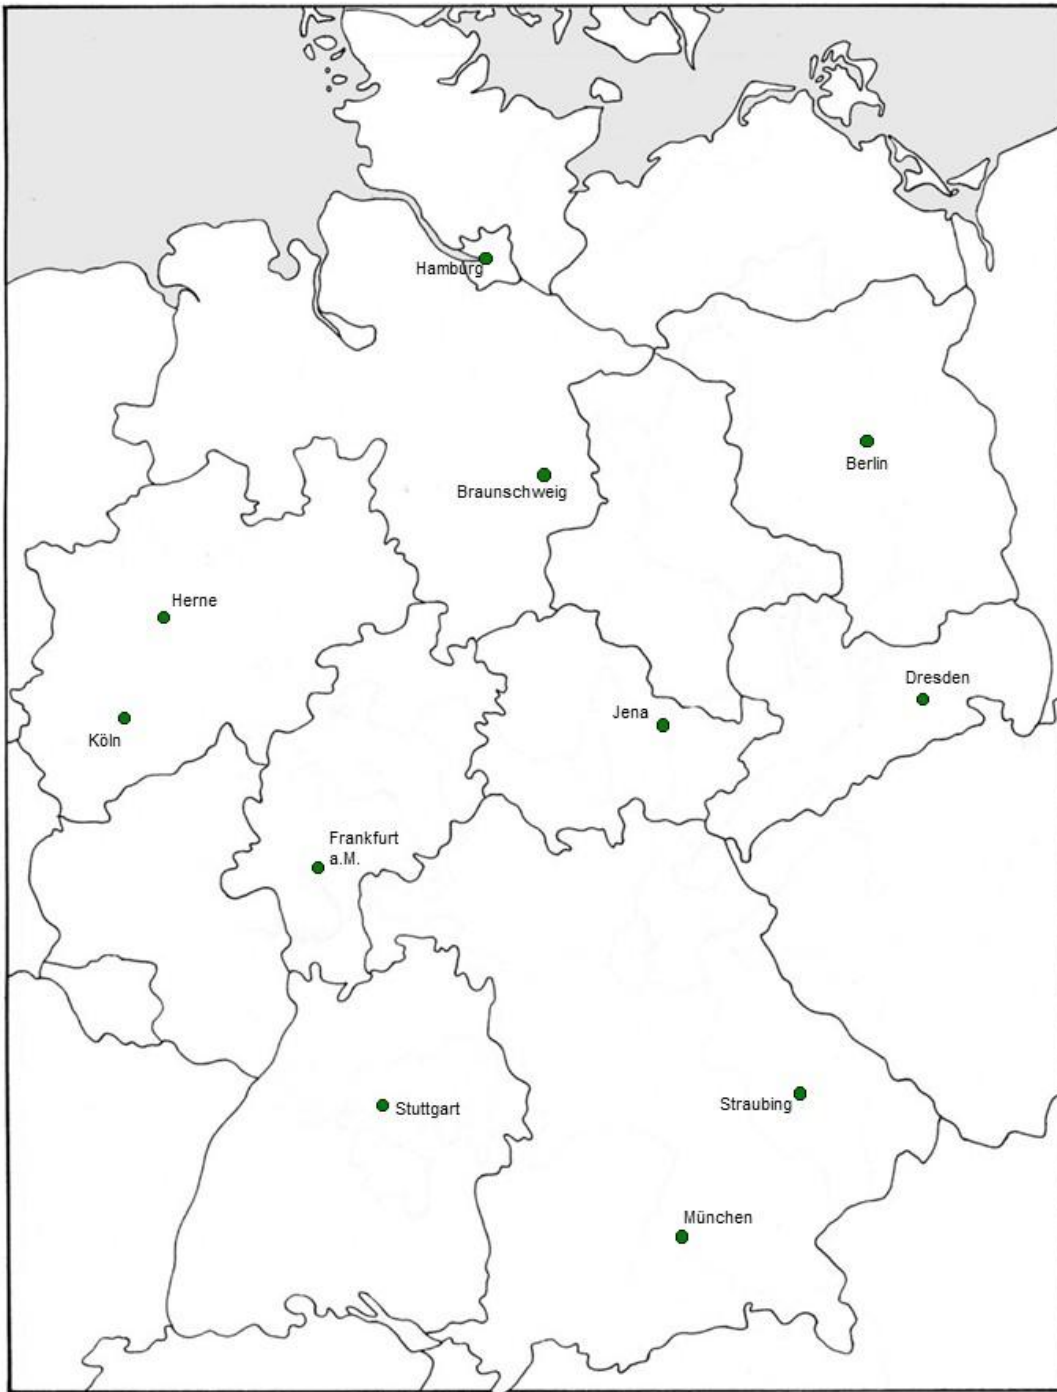 Hamburg
Berlin
Braunschweig
Herne
Dresden
Jena
Köln
Frankfurt
a.M.
Straubing
Stuttgart
München